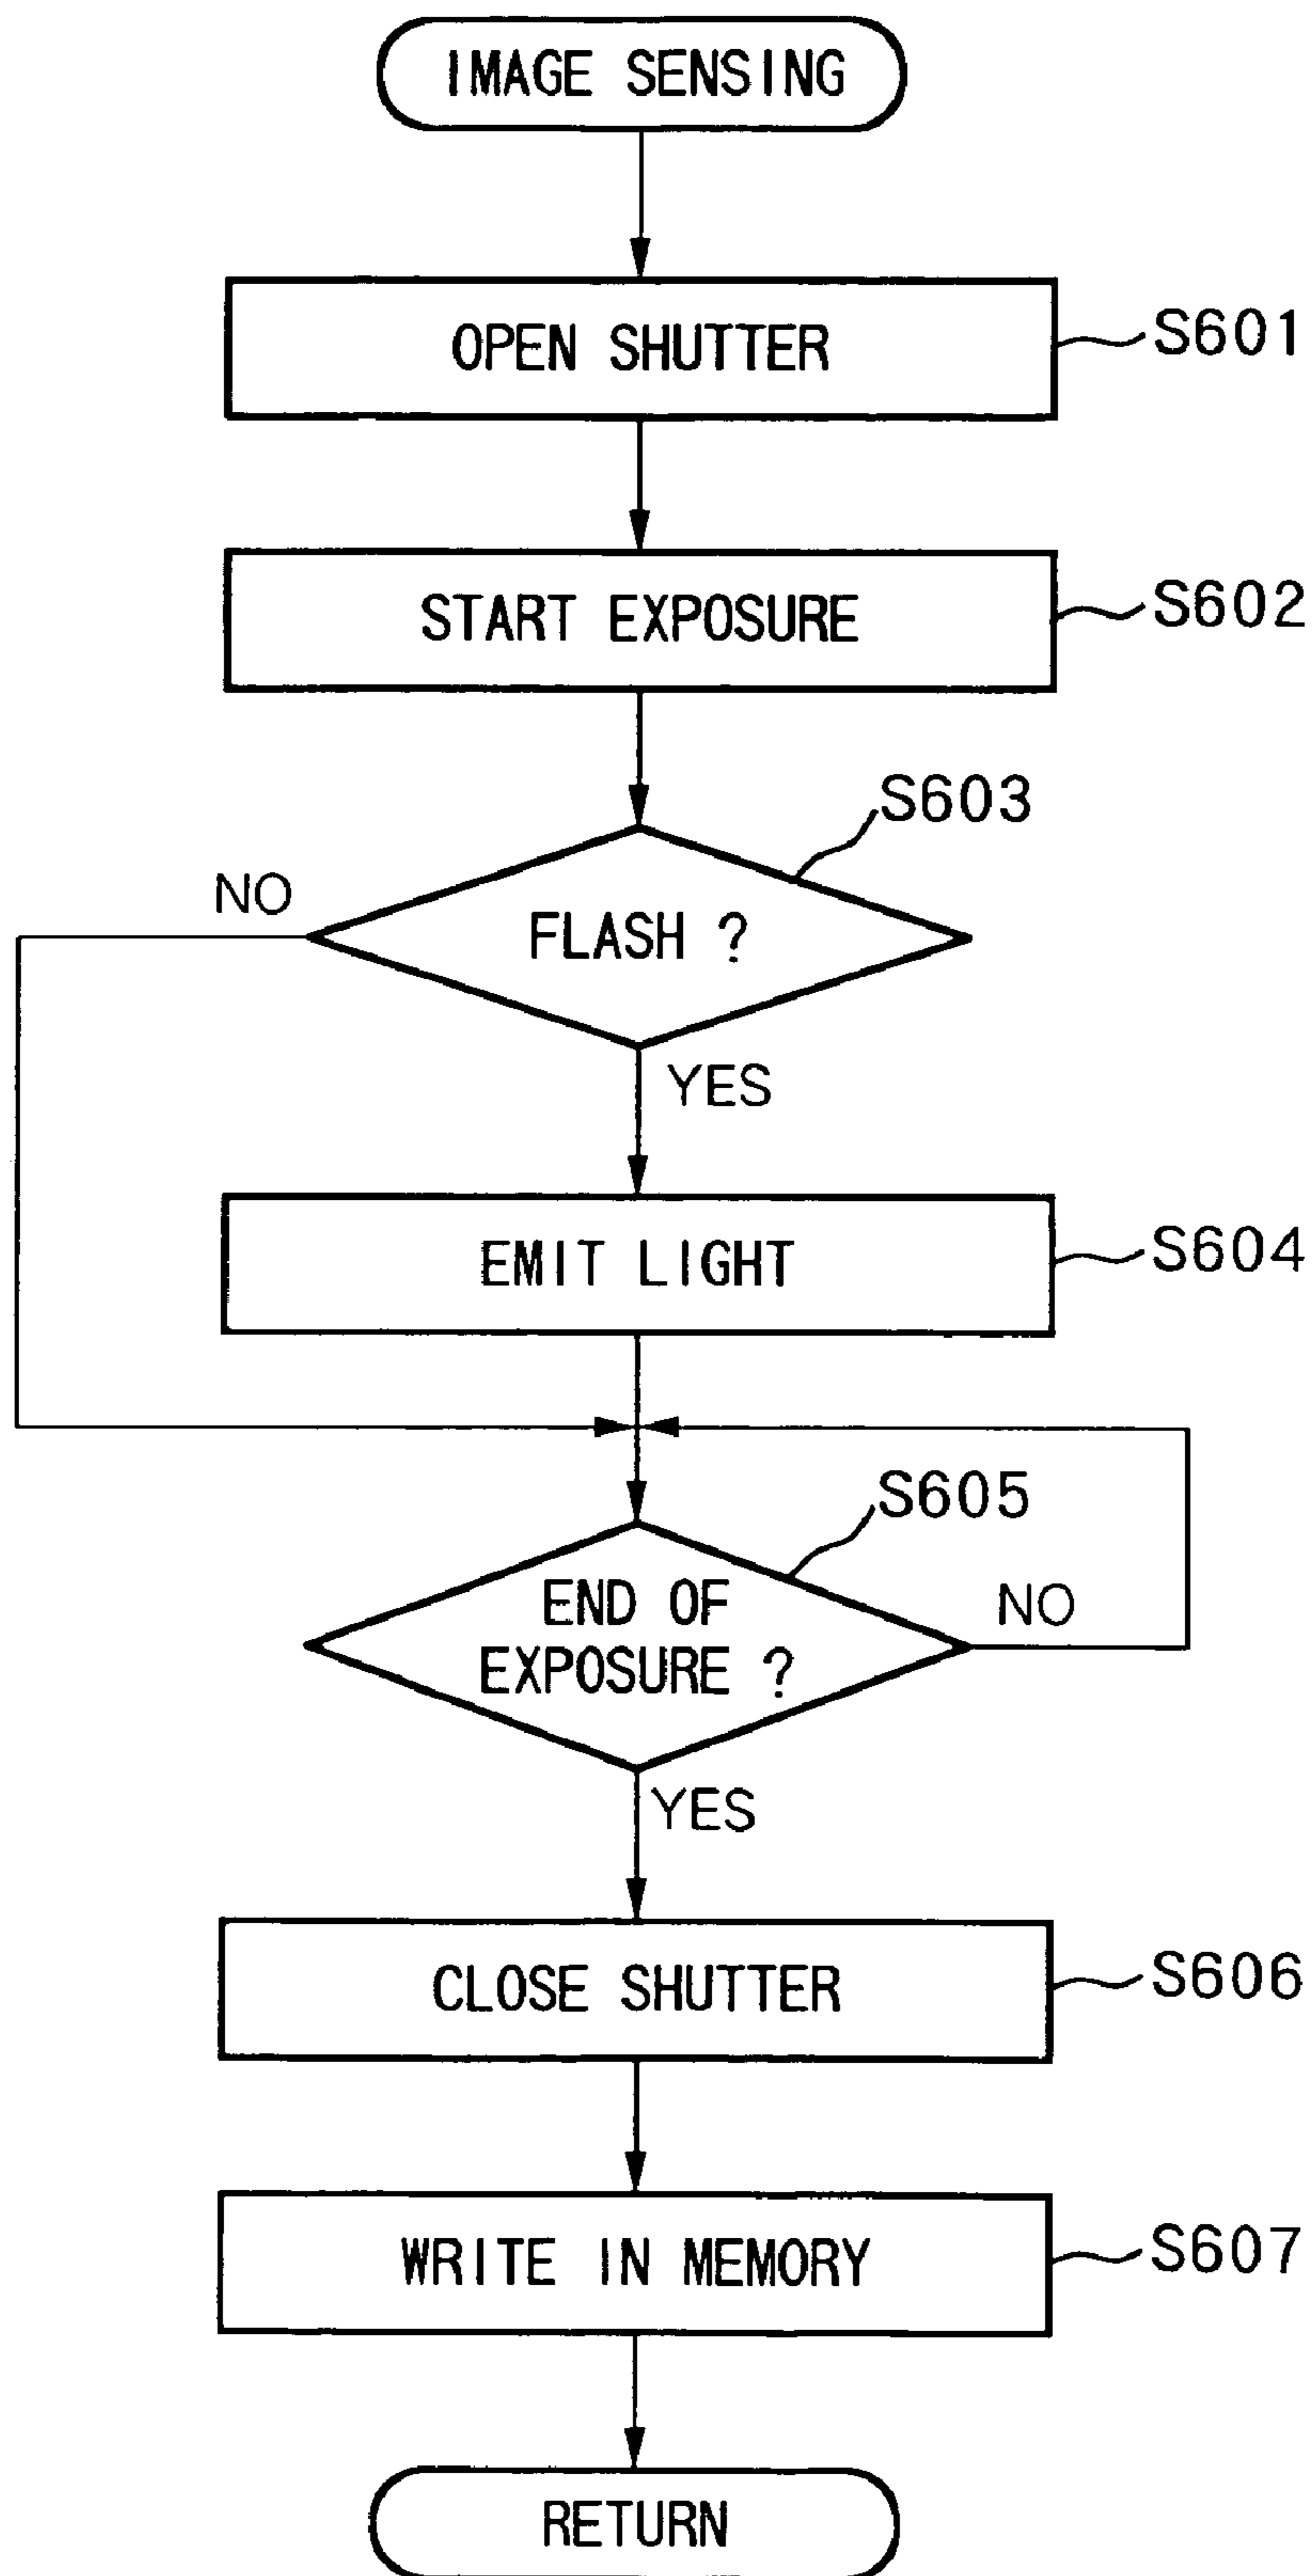 IMAGE SENSING
OPEN SHUTTER
S601
START EXPOSURE
S602
S603
NO
FLASH ?
YES
EMIT LIGHT
S604
S605
END OF
EXPOSURE ?
NO
YES
CLOSE SHUTTER
S606
WRITE IN MEMORY
S607
RETURN